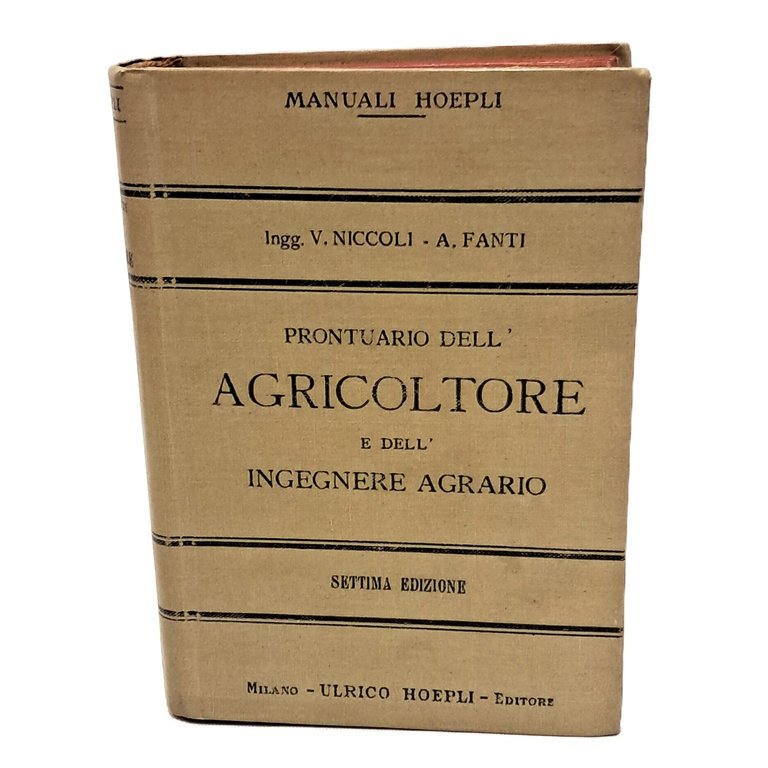 MANUALI HOEPLI
Ingg. V. NICCOLI - A. FANTI
PRONTUARIO DELL'
AGRICOLTORE
E DELL'
INGEGNERE AGRARIO
SETTIMA EDIZIONE
MILANO - ULRICO HOEPLI - EDITORE